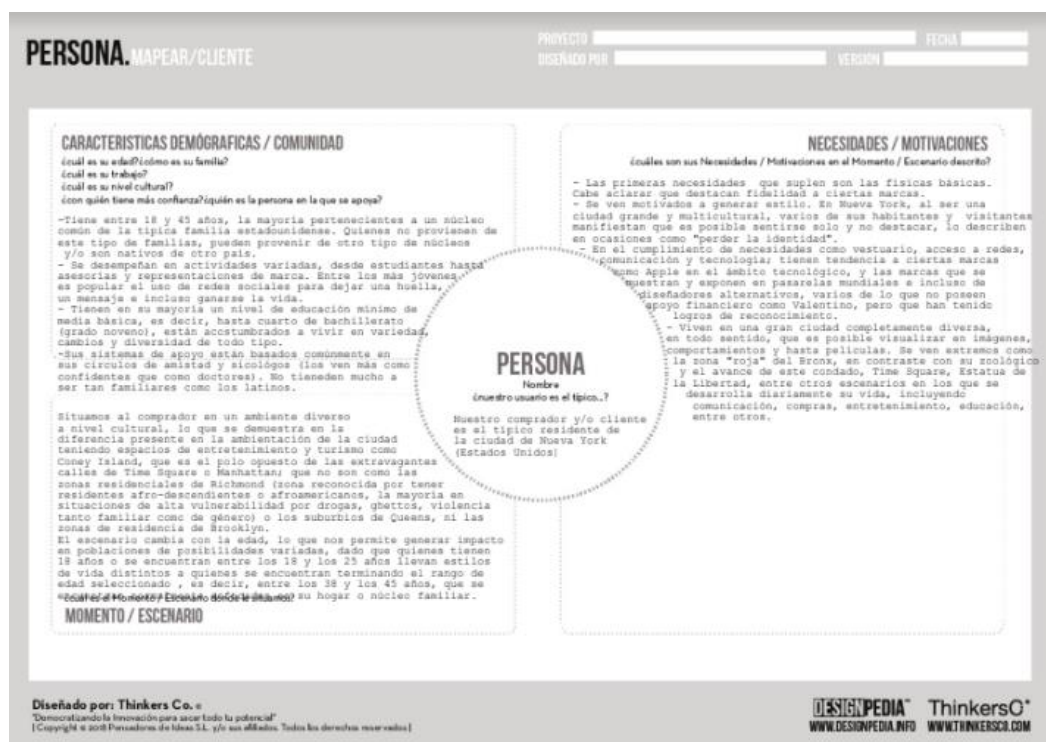 PERSONA.MAPEAR/CLIENTE
PROYECTO
FECHA
DISEÑADO POR
VERSION
CARACTERISTICAS DEMÓGRAFICAS / COMUNIDAD
¿cuál es su edad?¿cómo es su familia?
¿cuál es su trabajo?
¿cuál es su nivel cultural?
¿con quién tiene más confianza?¿quién es la persona en la que se apoya?
-Tiene entre 18 y 45 años, la mayoría pertenecientes a un núcleo
común de la típica familia estadounidense. Quienes no provienen de
este tipo de familias, pueden provenir de otro tipo de núcleos
y/o son nativos de otro país.
- Se desempeñan en actividades variadas, desde estudiantes hasta
asesorías y representaciones de marca. Entre los más jóvenes,
es popular el uso de redes sociales para dejar una huella,
un mensaje e incluso ganarse la vida.
- Tienen en su mayoría un nivel de educación mínimo de
media básica, es decir, hasta cuarto de bachillerato
(grado noveno), están acostumbrados a vivir en variedad,
cambios y diversidad de todo tipo.
-Sus sistemas de apoyo están basados comúnmente en
sus círculos de amistad y sicológos (los ven más como
confidentes que como doctores). No tieneden mucho a
ser tan familiares como los latinos.
Situamos al comprador en un ambiente diverso
a nivel cultural, lo que se demuestra en la
diferencia presente en la ambientación de la ciudad
teniendo espacios de entretenimiento y turismo como
Coney Island, que es el polo opuesto de las extravagantes
calles de Time Square o Manhattan; que no son como las
zonas residenciales de Richmond (zona reconocida por tener
residentes afro-descendientes o afroamericanos, la mayoría en
situaciones de alta vulnerabilidad por drogas, ghettos, violencia
tanto familiar como de género) o los suburbios de Queens, ni las
zonas de residencia de Brooklyn.
El escenario cambia con la edad, lo que nos permite generar impacto
en poblaciones de posibilidades variadas, dado que quienes tienen
18 años o se encuentran entre los 18 y los 25 años llevan estilos
de vida distintos a quienes se encuentran terminando el rango de
edad seleccionado , es decir, entre los 38 y los 45 años, que se
su hogar o núcleo familiar.
¿cuál es el Momento / Escenario donde le situamos?
MOMENTO / ESCENARIO
PERSONA
Nombre
¿nuestro usuario es el típico..?
Nuestro comprador y/o cliente
es el típico residente de
la ciudad de Nueva York
(Estados Unidos)
NECESIDADES / MOTIVACIONES
¿cuáles son sus Necesidades / Motivaciones en el Momento / Escenario descrito?
- Las primeras necesidades que suplen son las físicas básicas.
Cabe aclarar que destacan fidelidad a ciertas marcas.
- Se ven motivados a generar estilo. En Nueva York, al ser una
ciudad grande y multicultural, varios de sus habitantes y visitantes
manifiestan que es posible sentirse solo y no destacar, lo describen
en ocasiones como "perder la identidad".
- En el cumplimiento de necesidades como vestuario, acceso a redes,
comunicación y tecnología; tienen tendencia a ciertas marcas
como Apple en el ámbito tecnológico, y las marcas que se
muestran y exponen en pasarelas mundiales e incluso de
diseñadores alternativos, varios de lo que no poseen
apoyo financiero como Valentino, pero que han tenido
logros de reconocimiento.
- Viven en una gran ciudad completamente diversa,
en todo sentido, que es posible visualizar en imágenes,
comportamientos y hasta películas. Se ven extremos como
la zona "roja" del Bronx, en contraste con su zoológico
y el avance de este condado, Time Square, Estatua de
la Libertad, entre otros escenarios en los que se
desarrolla diariamente su vida, incluyendo
comunicación, compras, entretenimiento, educación,
entre otros.
Diseñado por: Thinkers Co. ©
"Democratizando la Innovación para sacar todo tu potencial"
[ Copyright © 2018 Pensadores de Ideas S.L. y/o sus afiliados. Todos los derechos reservados ]
DESIGNPEDIA™
WWW.DESIGNPEDIA.INFO
ThinkersCo
WWW.THINKERSCO.COM